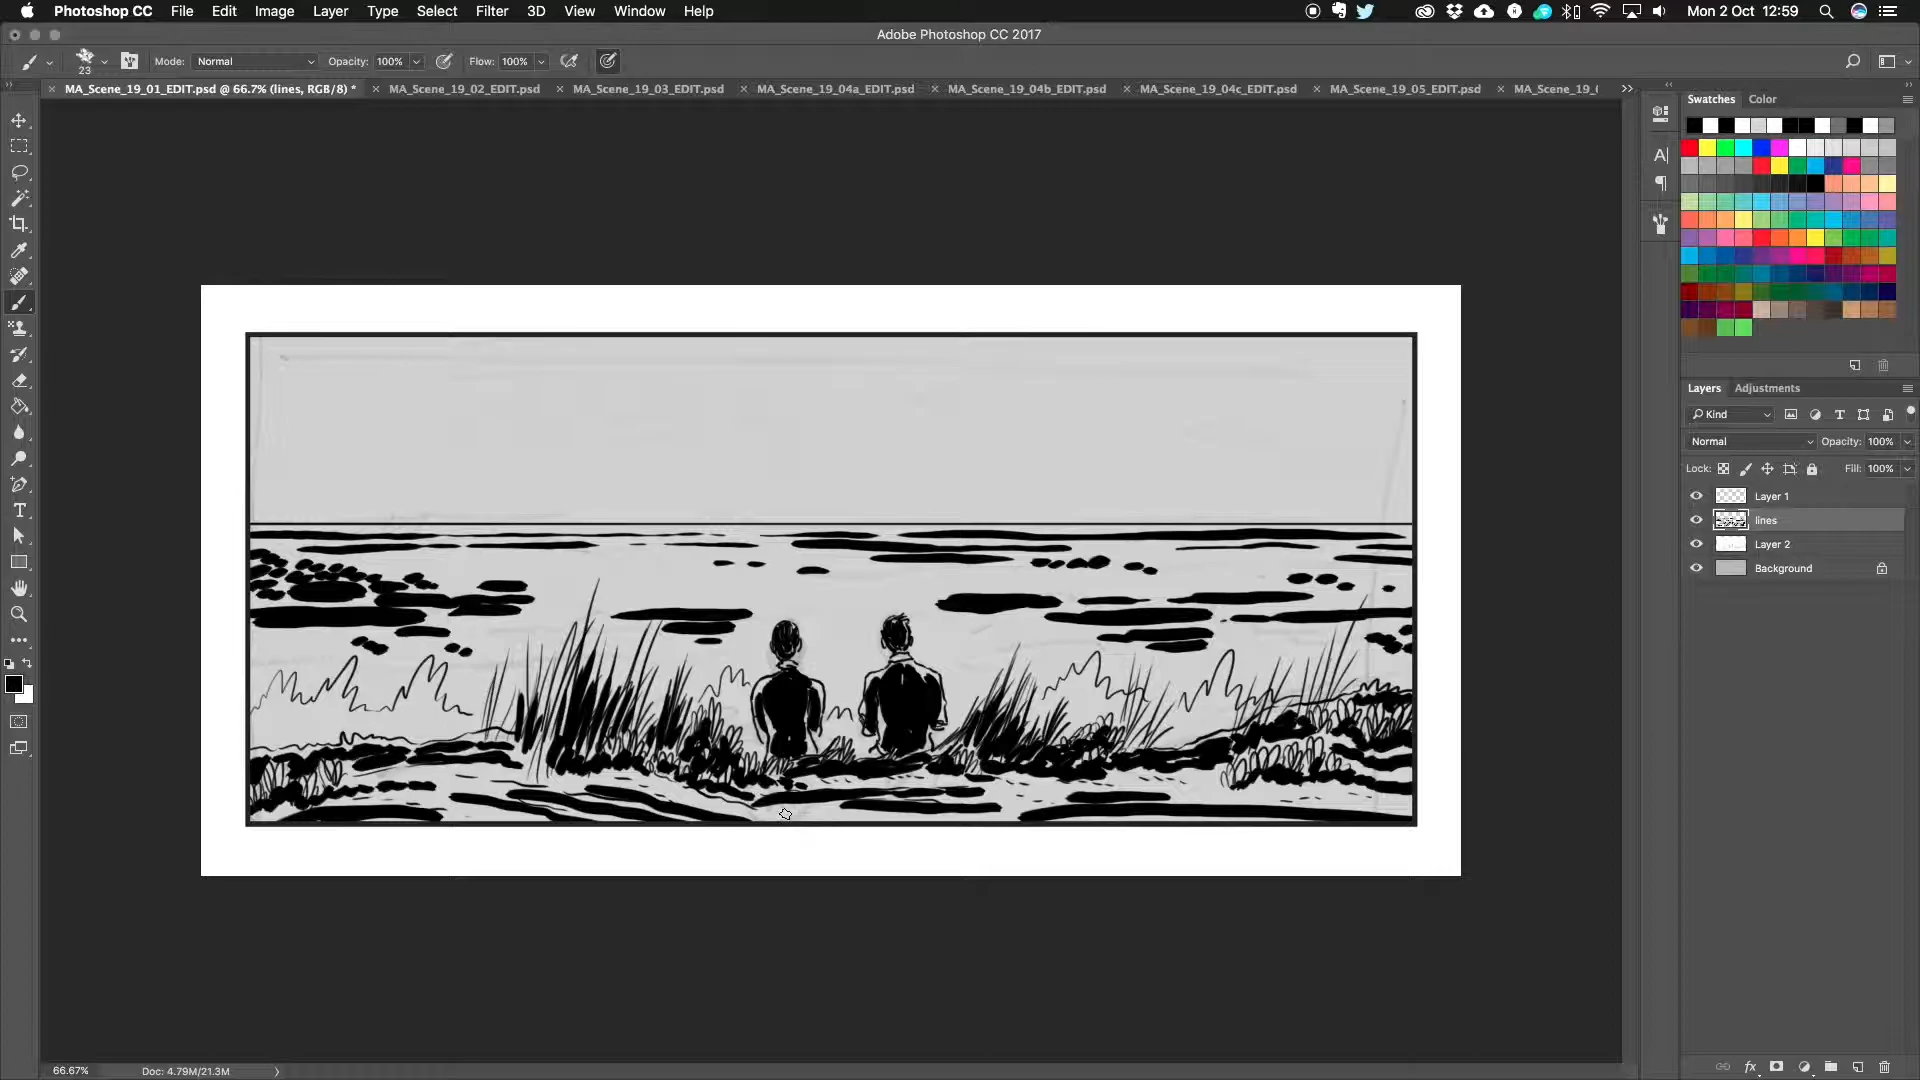 Photoshop CC File Edit Image Layer Type Select Filter 3D View Window Help Mon 2 Oct 12:59
Adobe Photoshop CC 2017
23 Mode: Normal Opacity: 100% Flow: 100%
MA_Scene_19_01_EDIT.psd @ 66.7% (lines, RGB/8) * MA_Scene_19_02_EDIT.psd MA_Scene_19_03_EDIT.psd MA_Scene_19_04a_EDIT.psd MA_Scene_19_04b_EDIT.psd MA_Scene_19_04c_EDIT.psd MA_Scene_19_05_EDIT.psd MA_Scene_19_
Swatches Color
Layers Adjustments
Kind
Normal Opacity: 100%
Lock: Fill: 100%
Layer 1
lines
Layer 2
Background
66.67% Doc: 4.79M/21.3M